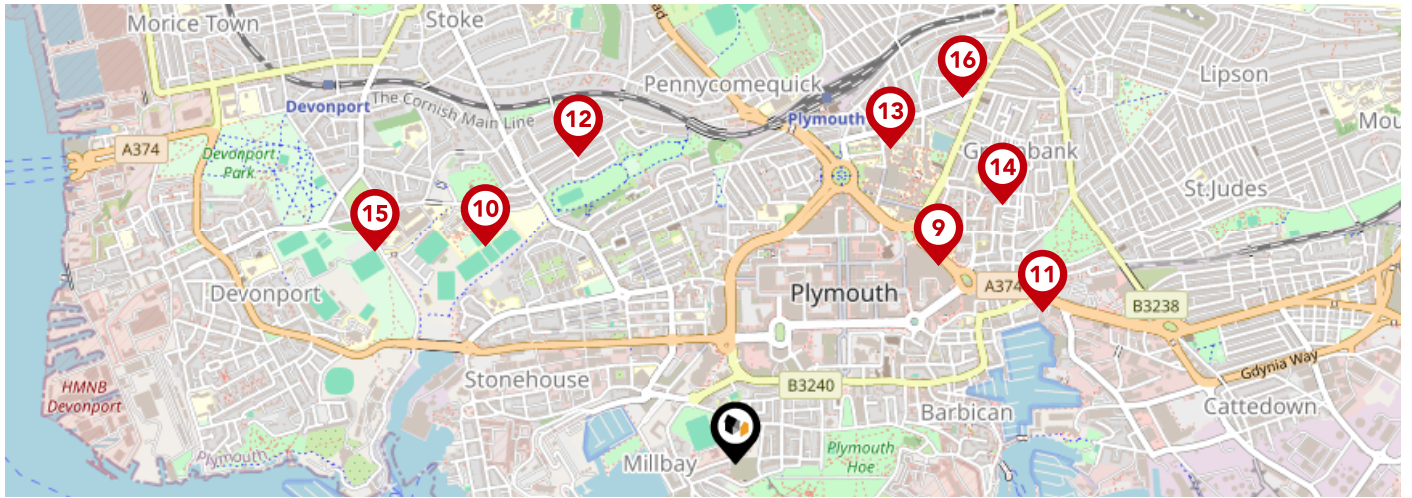 Morice Town
Stoke
ad
16
Lipson
Pennycomequick
Devonport
The Cornish Main Line
12
13
Plymouth
Mou
A374
Devonport
Park
Greenbank
14
St Judes
15
10
9
11
Devonport
Plymouth
A374
B3238
Gdynia Way
HMNB
Devonport
Stonehouse
B3240
Barbican
Cattedown
Plymouth
Millbay
Plymouth
Hoe